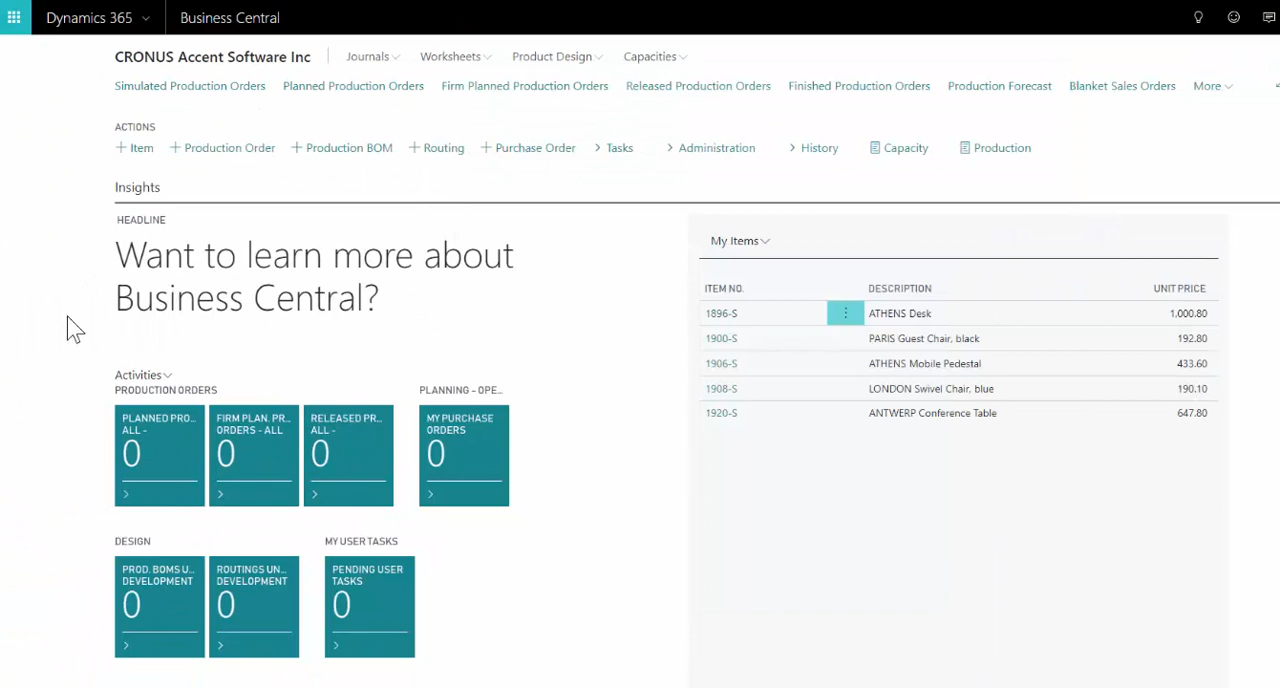 Dynamics 365 Business Central
CRONUS Accent Software Inc Journals Worksheets Product Design Capacities
Simulated Production Orders Planned Production Orders Firm Planned Production Orders Released Production Orders Finished Production Orders Production Forecast Blanket Sales Orders More
ACTIONS
+ Item + Production Order + Production BOM + Routing + Purchase Order > Tasks > Administration > History Capacity Production
Insights
HEADLINE
Want to learn more about
Business Central?
My Items
ITEM NO. DESCRIPTION UNIT PRICE
1896-S ATHENS Desk 1,000.80
1900-S PARIS Guest Chair, black 192.80
1906-S ATHENS Mobile Pedestal 433.60
1908-S LONDON Swivel Chair, blue 190.10
1920-S ANTWERP Conference Table 647.80
Activities
PRODUCTION ORDERS PLANNING - OPE...
PLANNED PRO... FIRM PLAN. PR... RELEASED PR... MY PURCHASE
ALL - ORDERS - ALL ALL - ORDERS
0 0 0 0
DESIGN MY USER TASKS
PROD. BOMS U... ROUTINGS UN... PENDING USER
DEVELOPMENT DEVELOPMENT TASKS
0 0 0